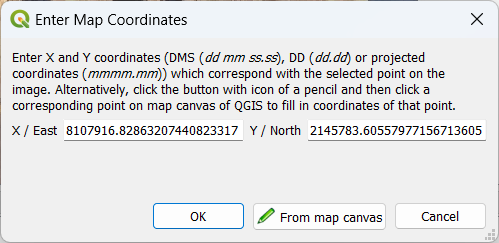 Enter Map Coordinates
Enter X and Y coordinates (DMS (dd mm ss.ss), DD (dd.dd) or projected
coordinates (mmmm.mm)) which correspond with the selected point on the
image. Alternatively, click the button with icon of a pencil and then click a
corresponding point on map canvas of QGIS to fill in coordinates of that point.
X / East 8107916.82863207440823317 Y / North 2145783.60557977156713605
OK From map canvas Cancel